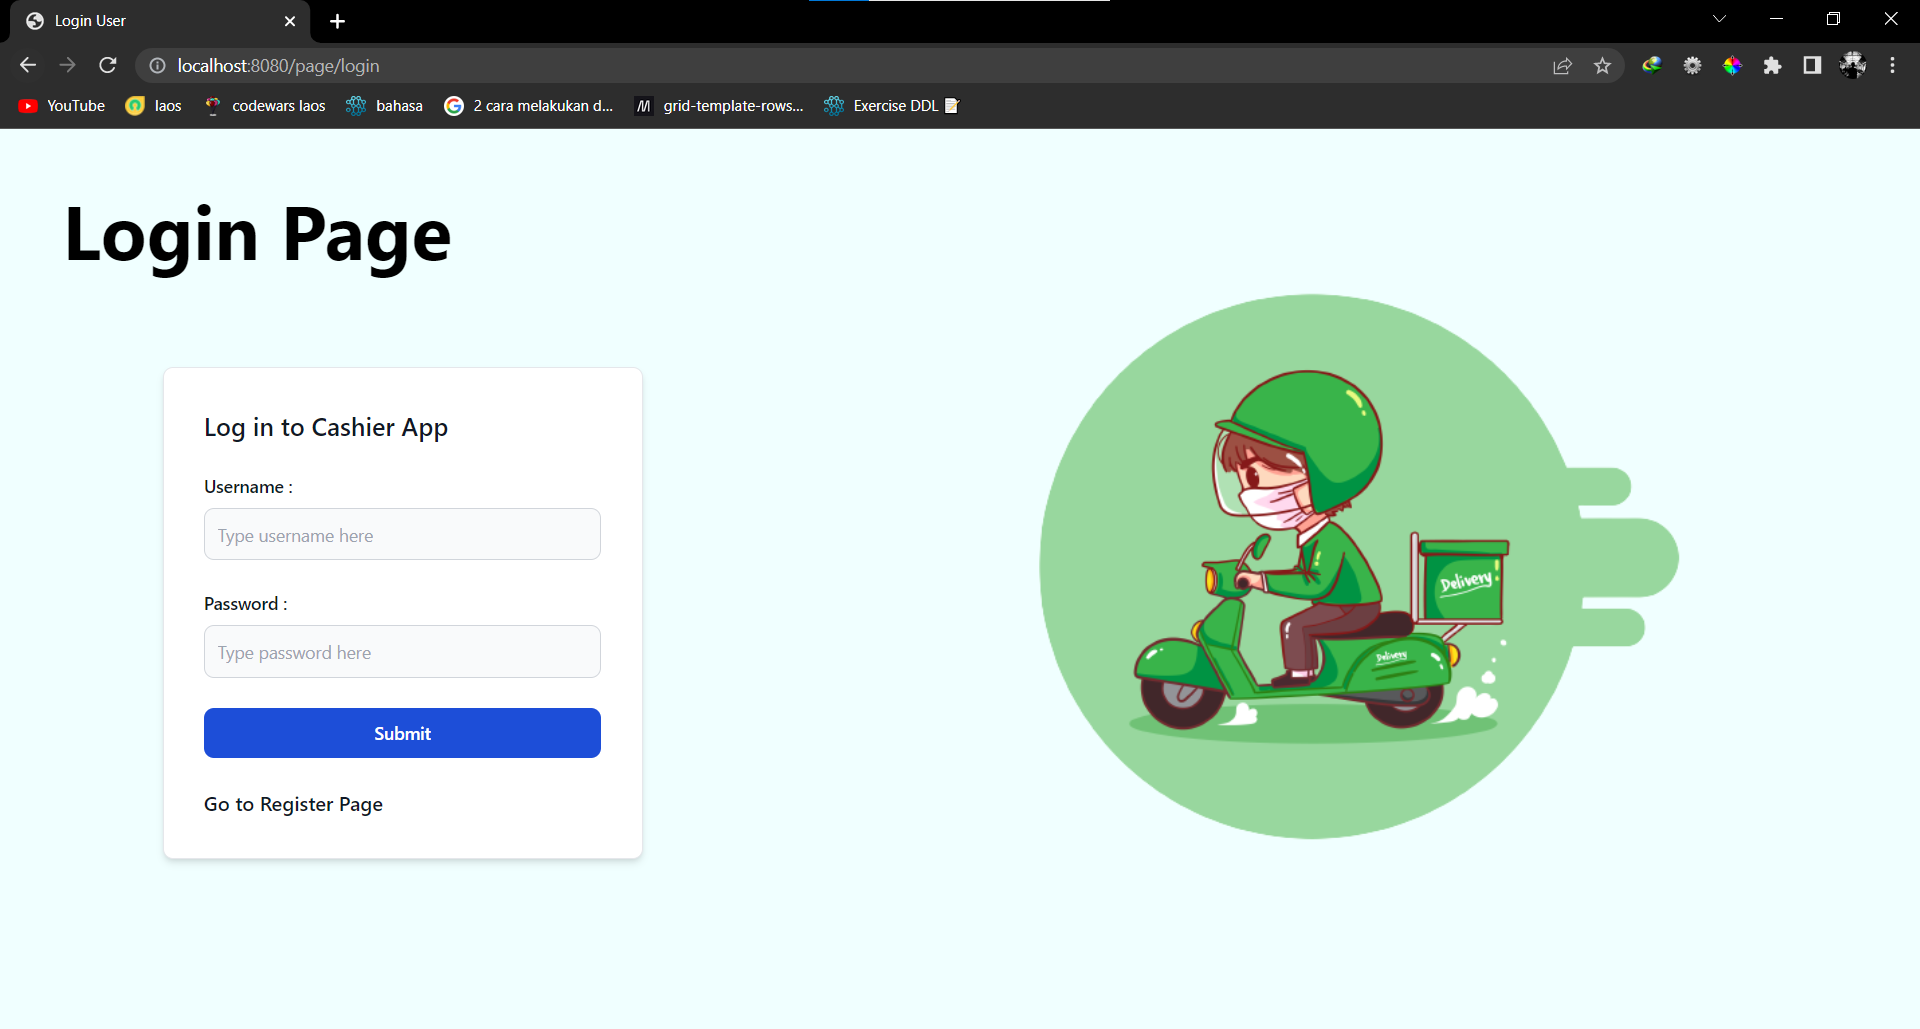 Login User
localhost:8080/page/login
YouTube laos codewars laos bahasa 2 cara melakukan d... grid-template-rows... Exercise DDL 📝
Login Page
Log in to Cashier App
Username :
Type username here
Password :
Type password here
Submit
Go to Register Page
Delivery
Delivery